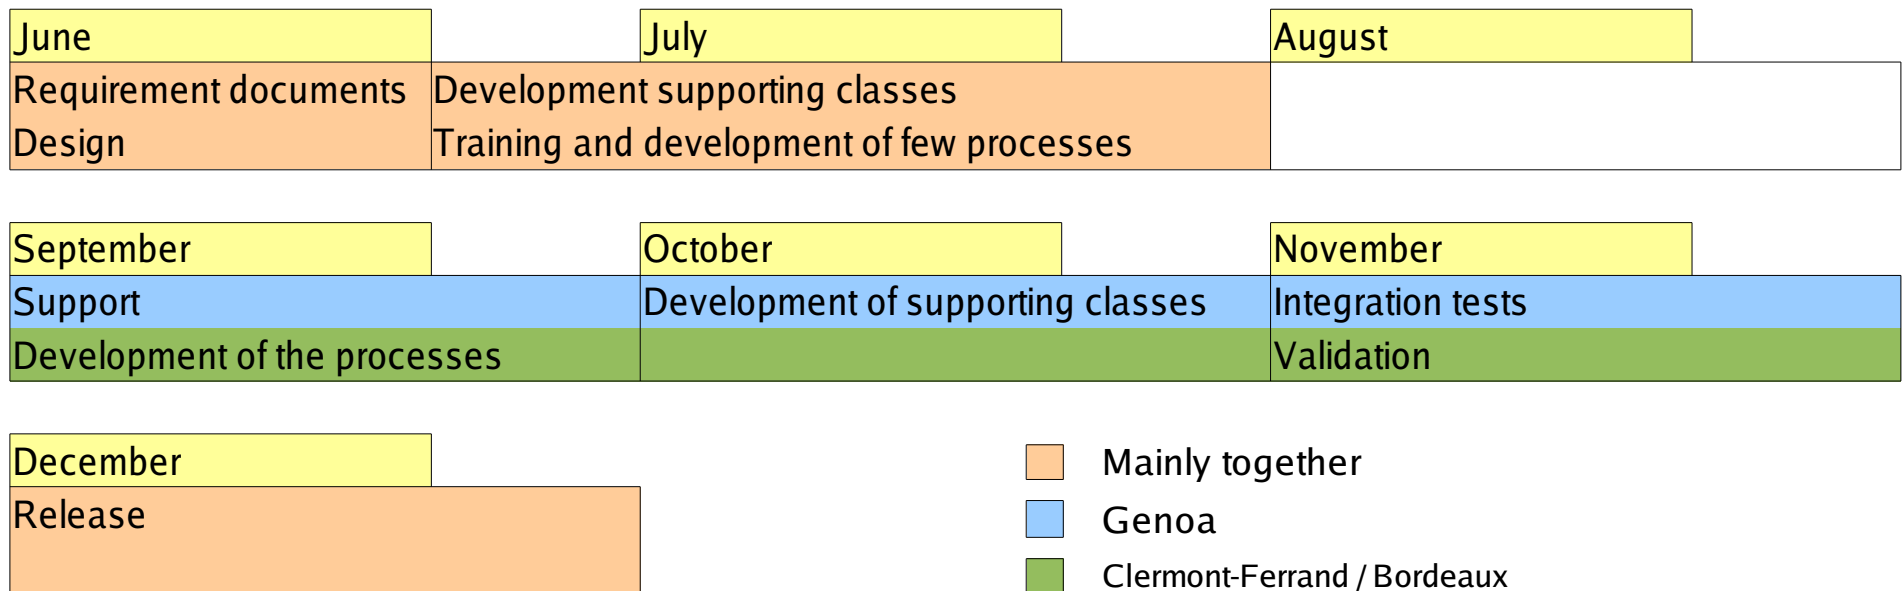 June
July
August
Requirement documents
Development supporting classes
Design
Training and development of few processes
September
October
November
Support
Development of supporting classes
Integration tests
Development of the processes
Validation
December
Release
Mainly together
Genoa
Clermont-Ferrand / Bordeaux